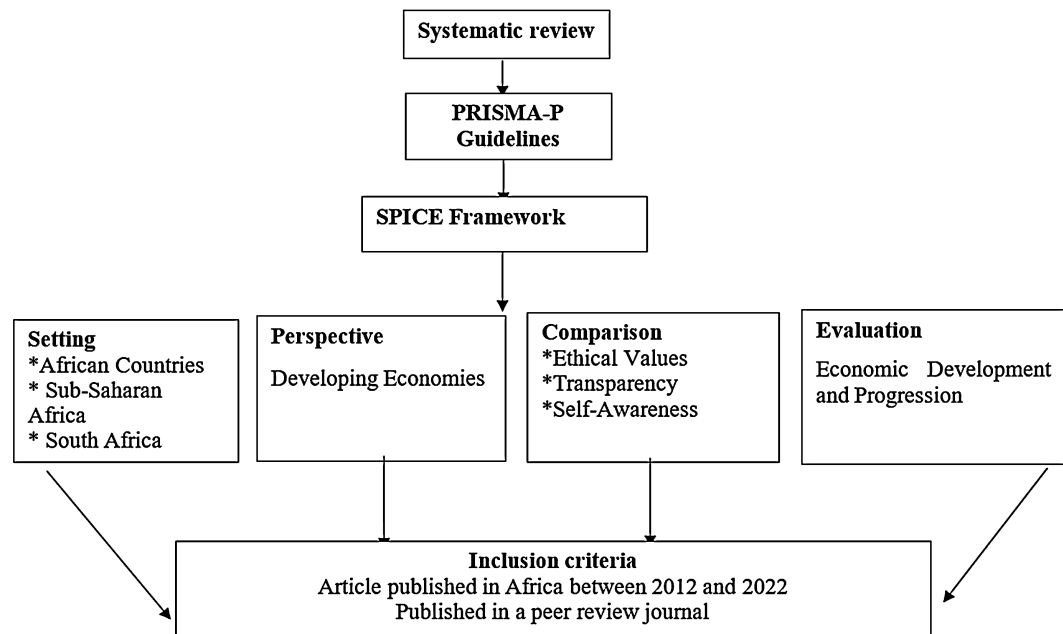 Systematic review
PRISMA-P
Guidelines
SPICE Framework
Setting
*African Countries
* Sub-Saharan
Africa
* South Africa
Perspective
Developing Economies
Comparison
*Ethical Values
*Transparency
*Self-Awareness
Evaluation
Economic Development
and Progression
Inclusion criteria
Article published in Africa between 2012 and 2022
Published in a peer review journal